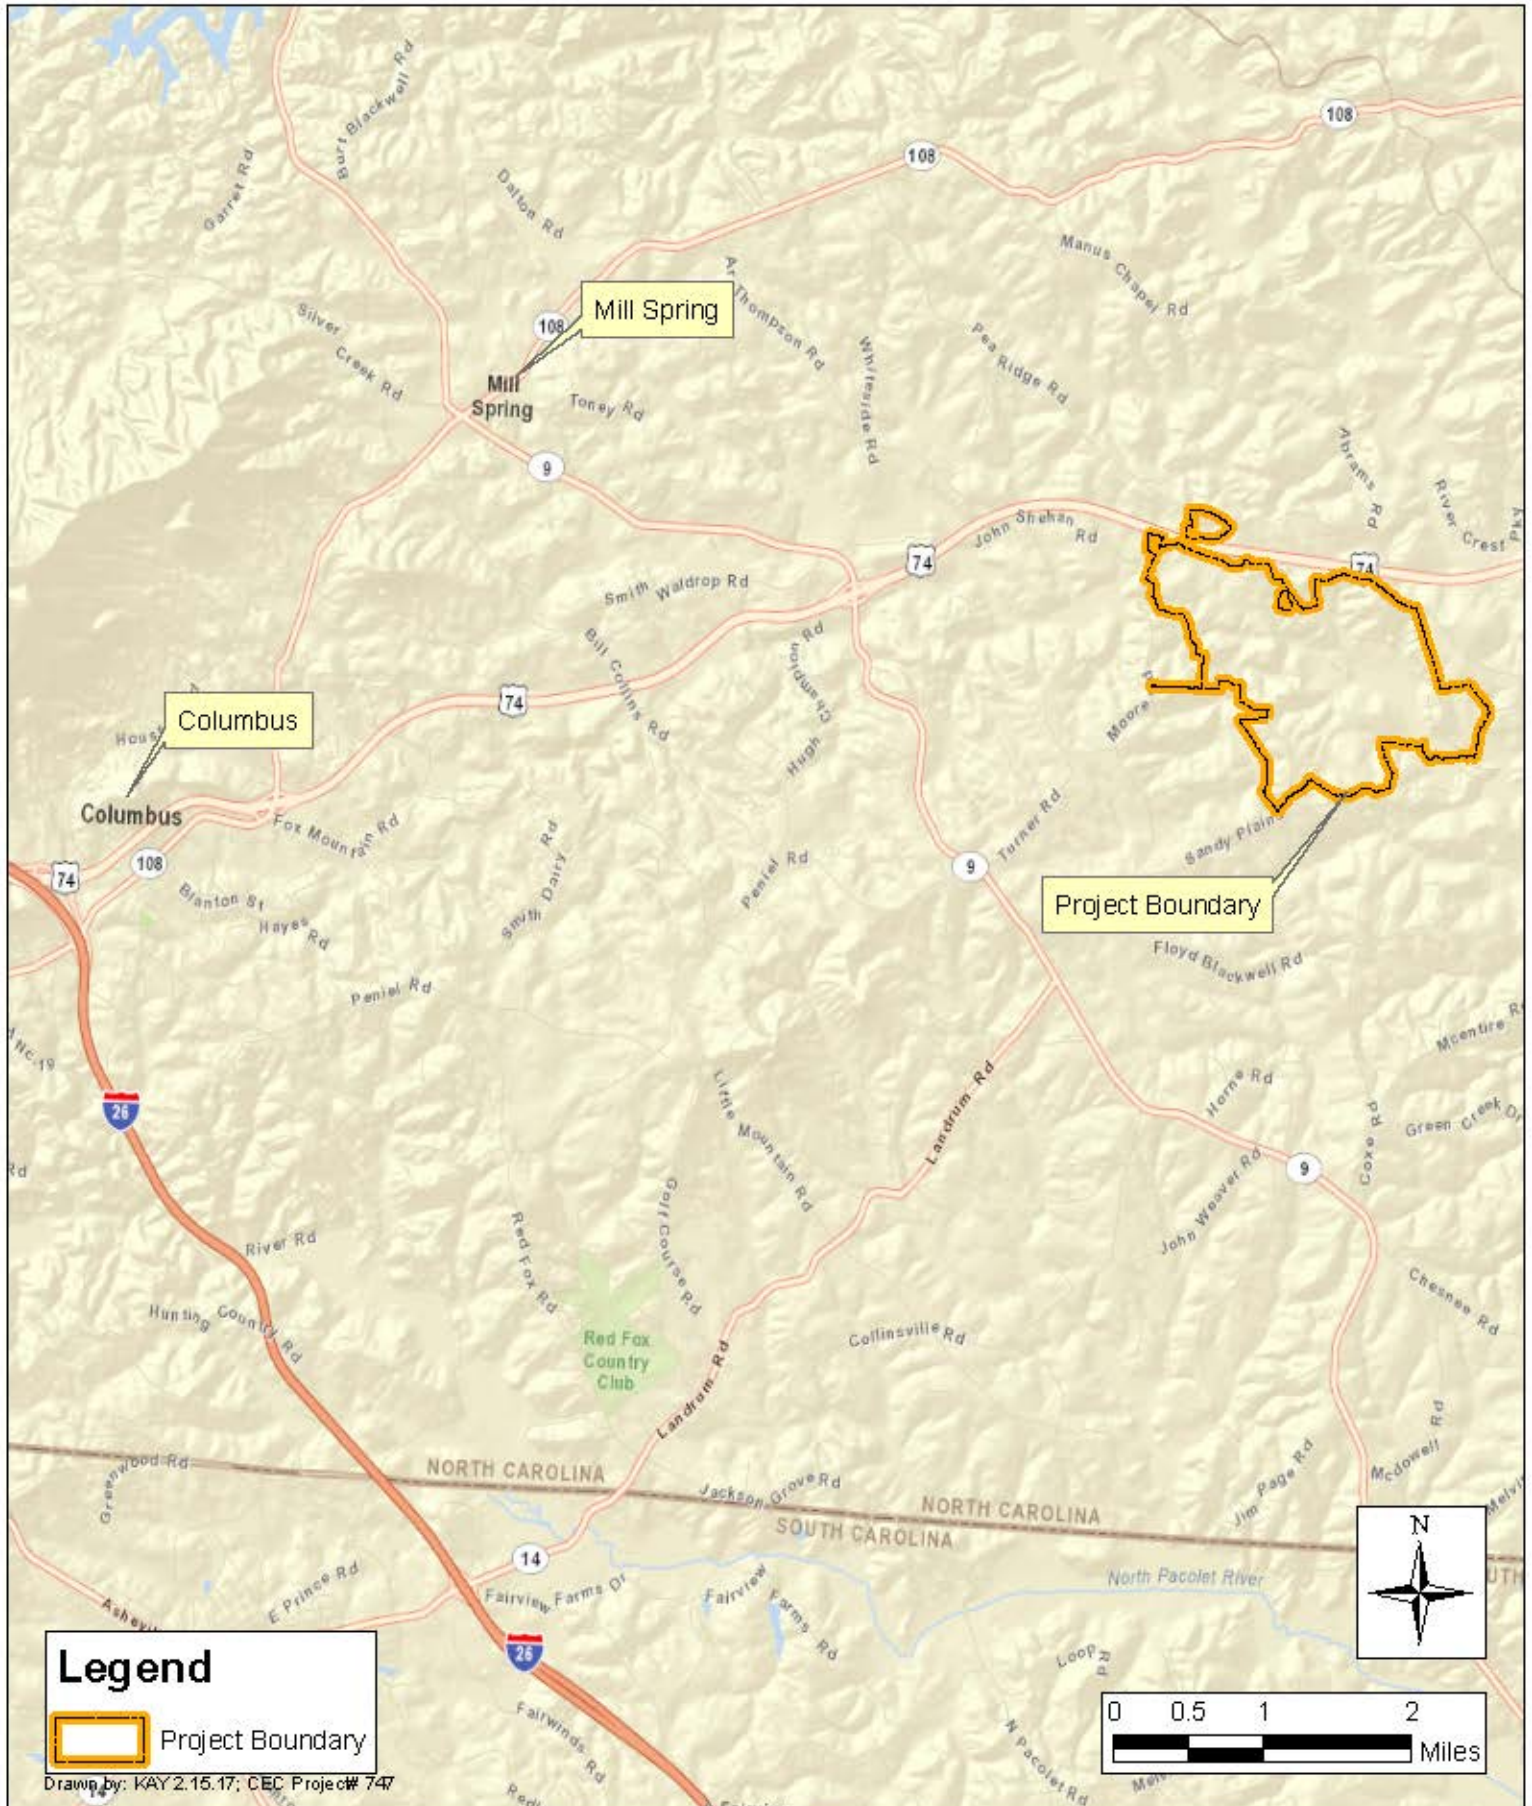 Burt Blackwell Rd
Garret Rd
Dalton Rd
108
108
Manus Chapel Rd
Ar Thompson Rd
Mill Spring
108
Silver Creek Rd
Mill
Spring
Toney Rd
Whiteside Rd
Pea Ridge Rd
9
Abrams Rd
River Crest Pky
John Shehan Rd
74
74
Smith Waldrop Rd
Bill Collins Rd
Hugh Champion Rd
74
Moore
Columbus
Columbus
Fox Mountain Rd
Smith Dairy Rd
Peniel Rd
9
Turner Rd
Sandy Plain
Project Boundary
74
108
Blanton St
Hayes Rd
Floyd Blackwell Rd
Peniel Rd
Mcentire
26
Little Mountain Rd
Landrum Rd
Horne Rd
Coxe Rd
Green Creek Dr
9
John Weaver Rd
Rd
River Rd
Red Fox Rd
Golf Course Rd
Hunting Country Rd
Chesnee Rd
Red Fox
Country
Club
Collinsville Rd
Landrum Rd
Greenwood Rd
NORTH CAROLINA
Jackson Grove Rd
NORTH CAROLINA
SOUTH CAROLINA
Jim Page Rd
Mcdowell Rd
N
14
E Prince Rd
Fairview Farms Dr
Fairview Farms Rd
North Pacolet River
26
Loop Rd
Legend
Project Boundary
Fairwinds Rd
N Pacolet Rd
0 0.5 1 2
Miles
Drawn by: KAY 2.15.17; CEC Project# 747
14